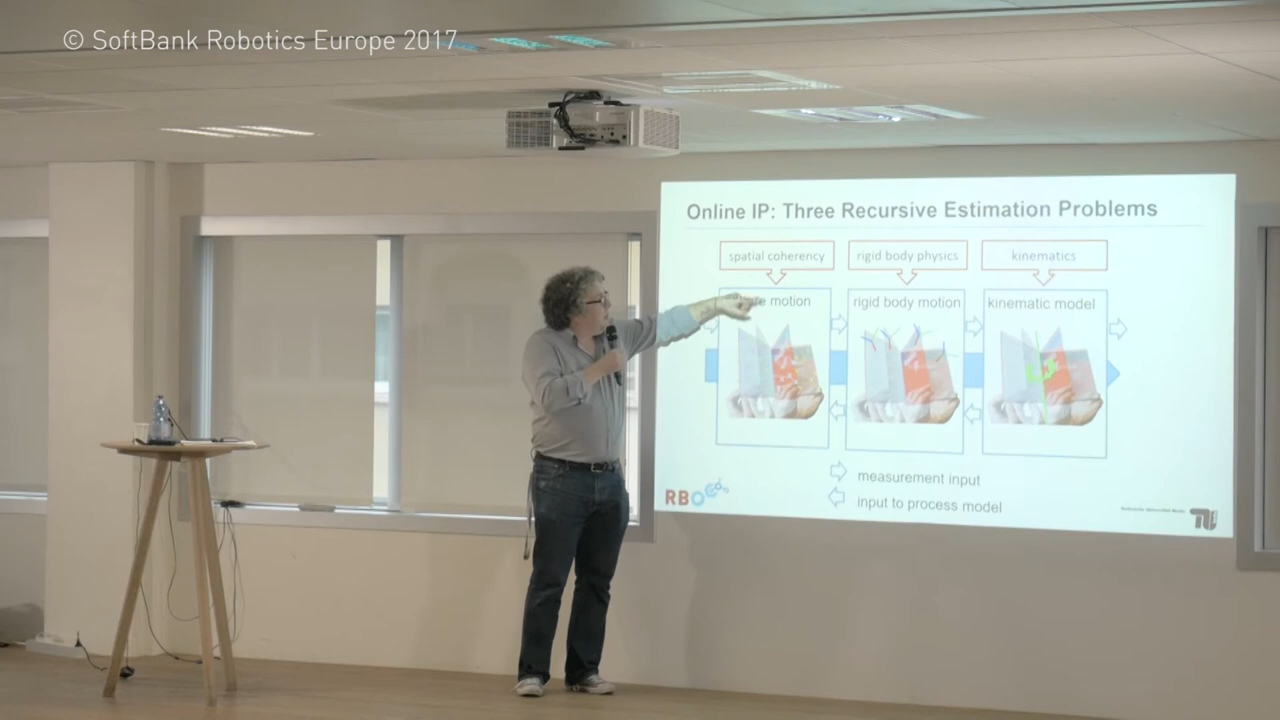 © SoftBank Robotics Europe 2017
Online IP: Three Recursive Estimation Problems
spatial coherency
rigid body physics
kinematics
motion
rigid body motion
kinematic model
measurement input
input to process model
RBO